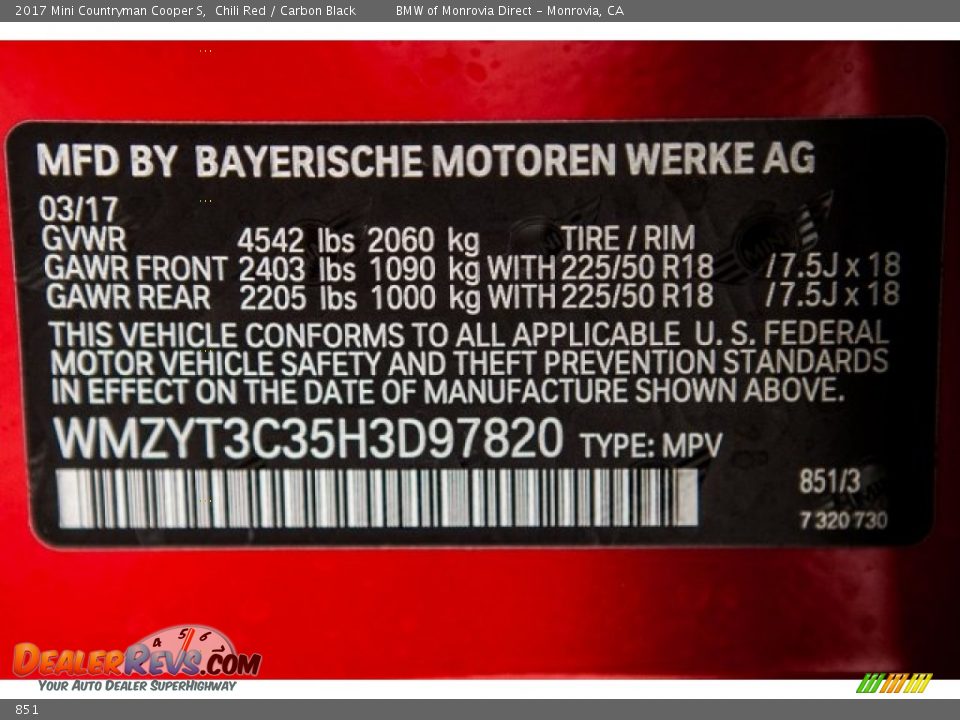 2017 Mini Countryman Cooper S, Chili Red / Carbon Black BMW of Monrovia Direct - Monrovia, CA
MFD BY BAYERISCHE MOTOREN WERKE AG
03/17
GVWR 4542 lbs 2060 kg TIRE / RIM
GAWR FRONT 2403 lbs 1090 kg WITH 225/50 R18 / 7.5J x 18
GAWR REAR 2205 lbs 1000 kg WITH 225/50 R18 / 7.5J x 18
THIS VEHICLE CONFORMS TO ALL APPLICABLE U. S. FEDERAL
MOTOR VEHICLE SAFETY AND THEFT PREVENTION STANDARDS
IN EFFECT ON THE DATE OF MANUFACTURE SHOWN ABOVE.
WMZYT3C35H3D97820 TYPE: MPV
851/3
7 320 730
4 5 6
DEALERREVS.COM
YOUR AUTO DEALER SUPERHIGHWAY
851